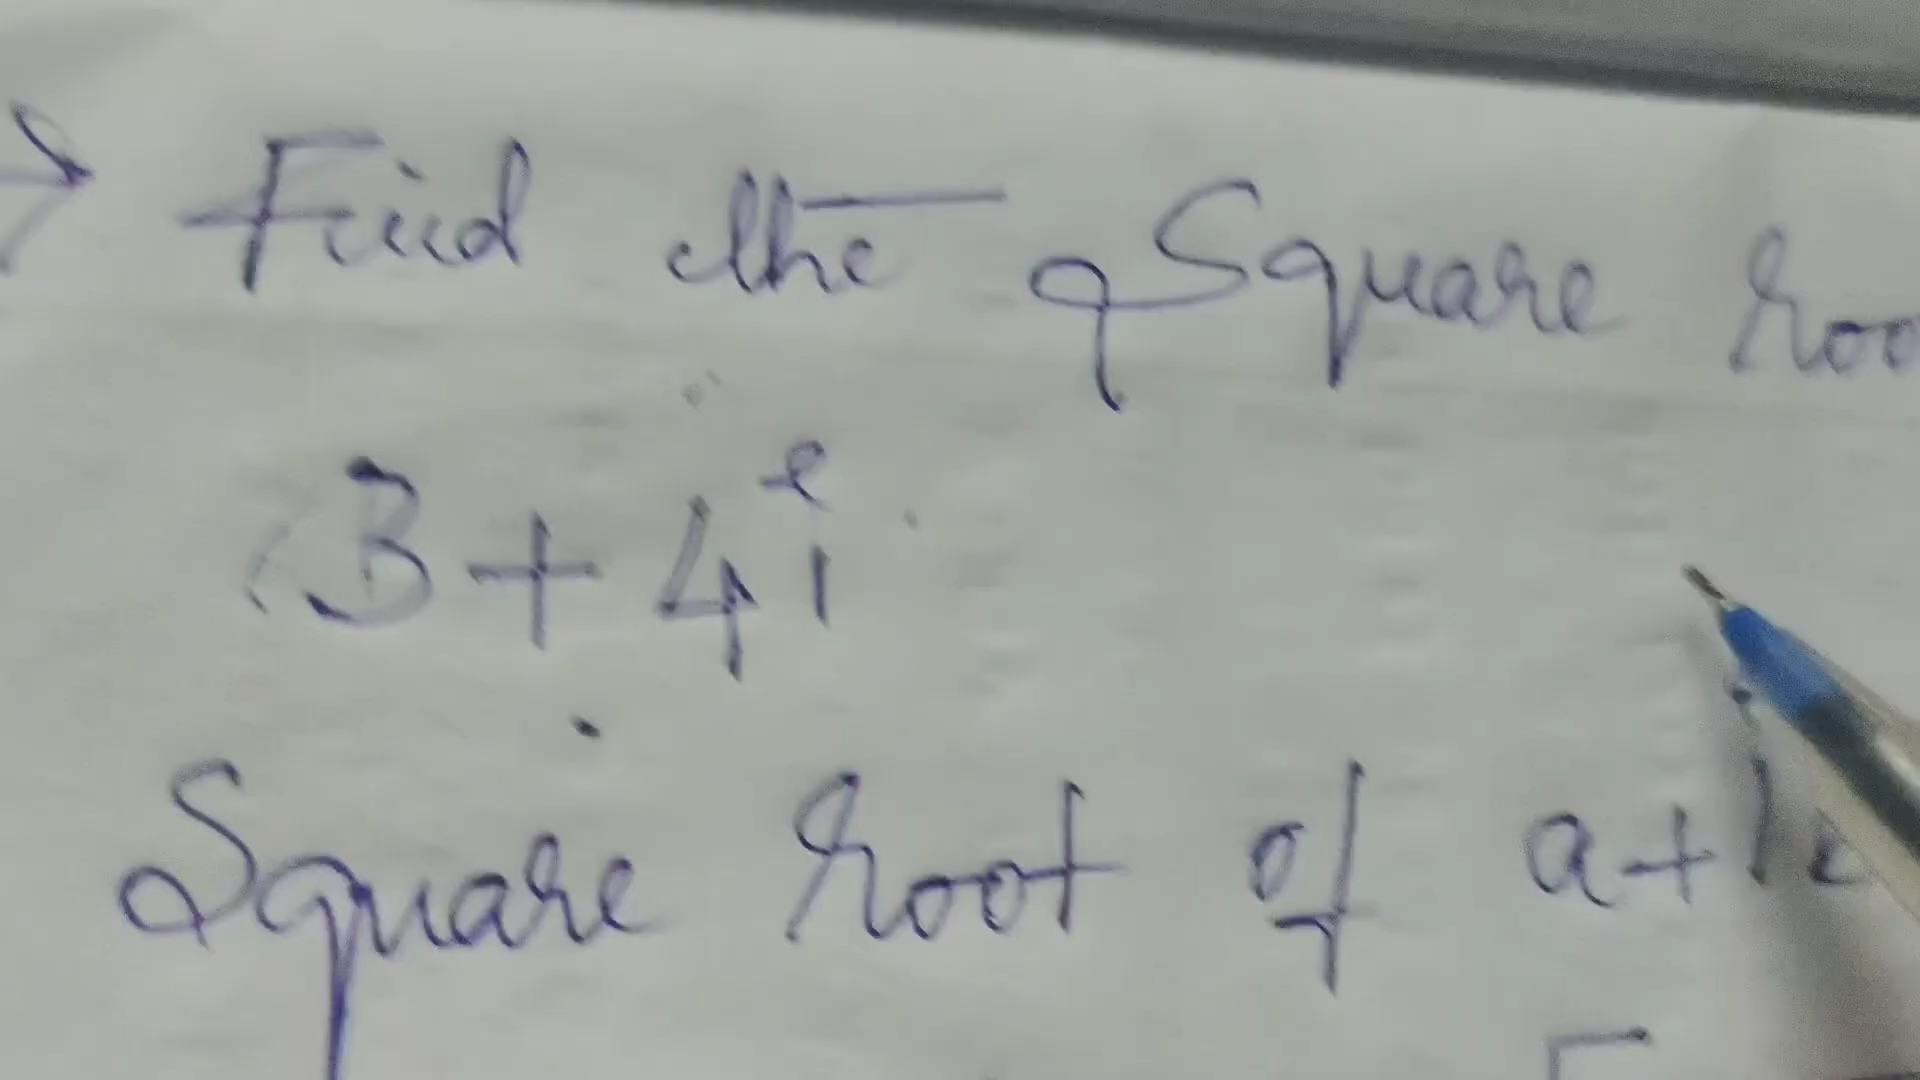 Find the Square roo
3+4i
Square root of a+i